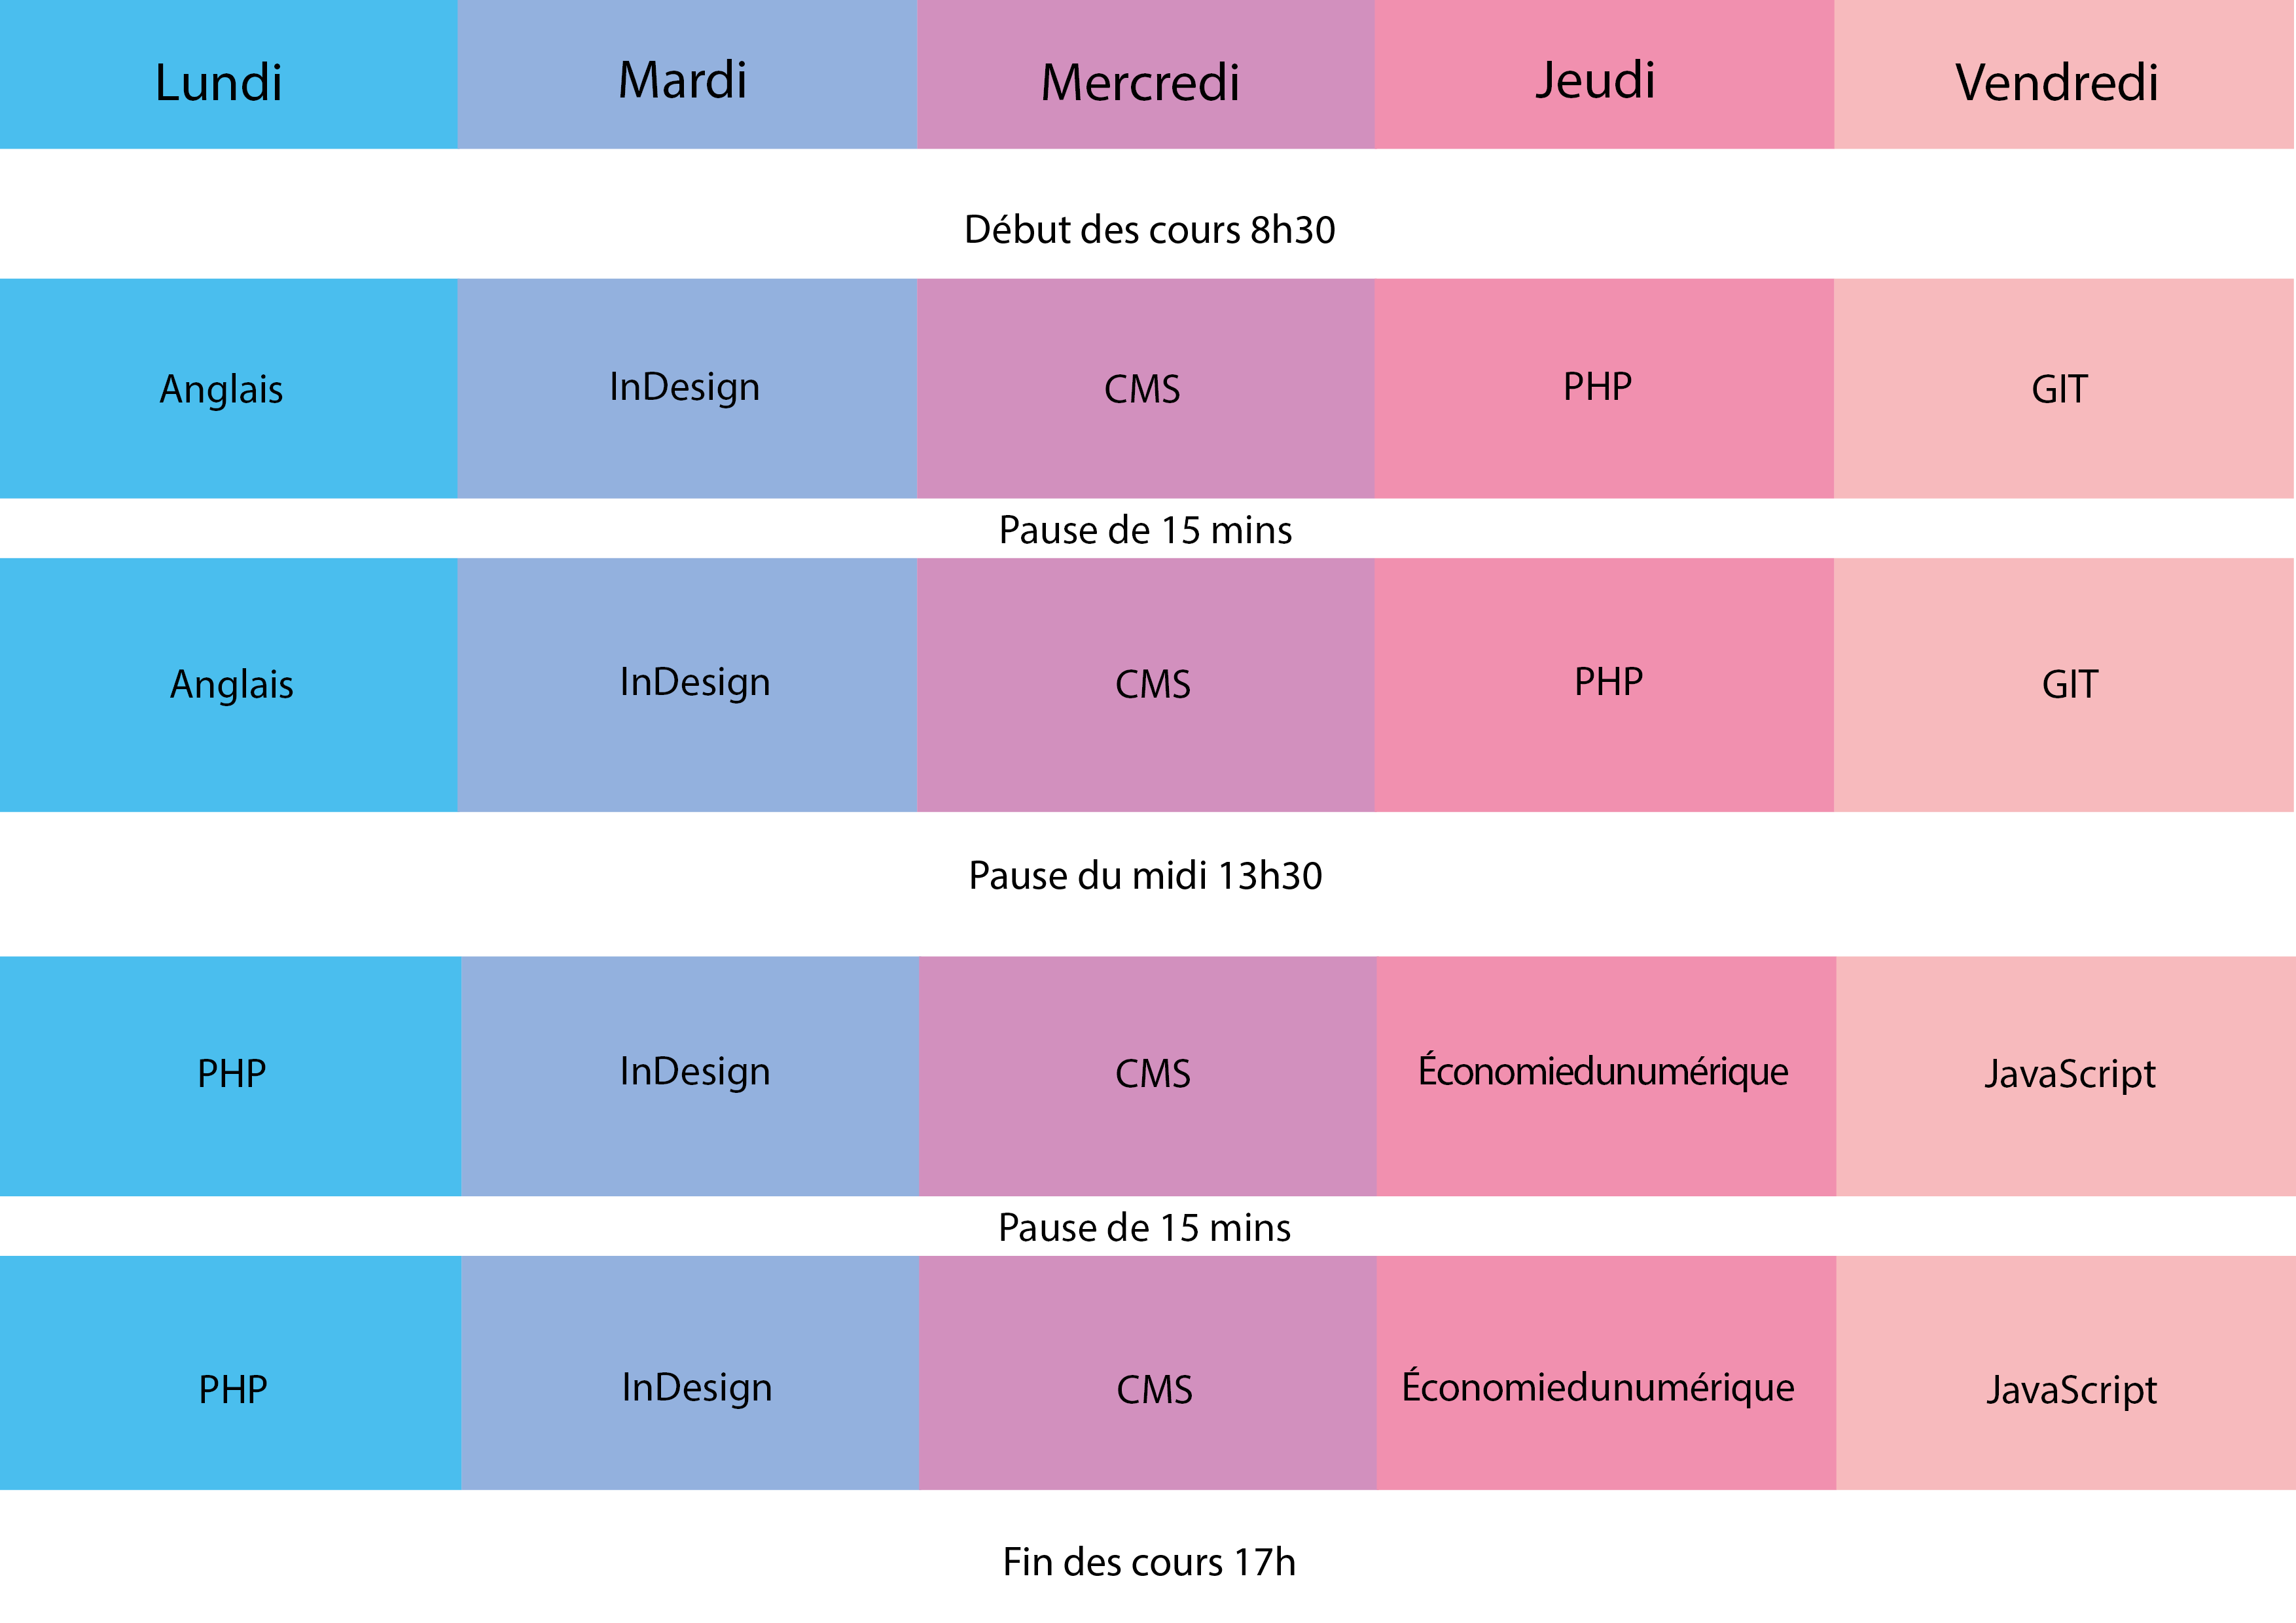 Lundi Mardi Mercredi Jeudi Vendredi
Début des cours 8h30
Anglais InDesign CMS PHP GIT
Pause de 15 mins
Anglais InDesign CMS PHP GIT
Pause du midi 13h30
PHP InDesign CMS Économiedunumérique JavaScript
Pause de 15 mins
PHP InDesign CMS Économiedunumérique JavaScript
Fin des cours 17h